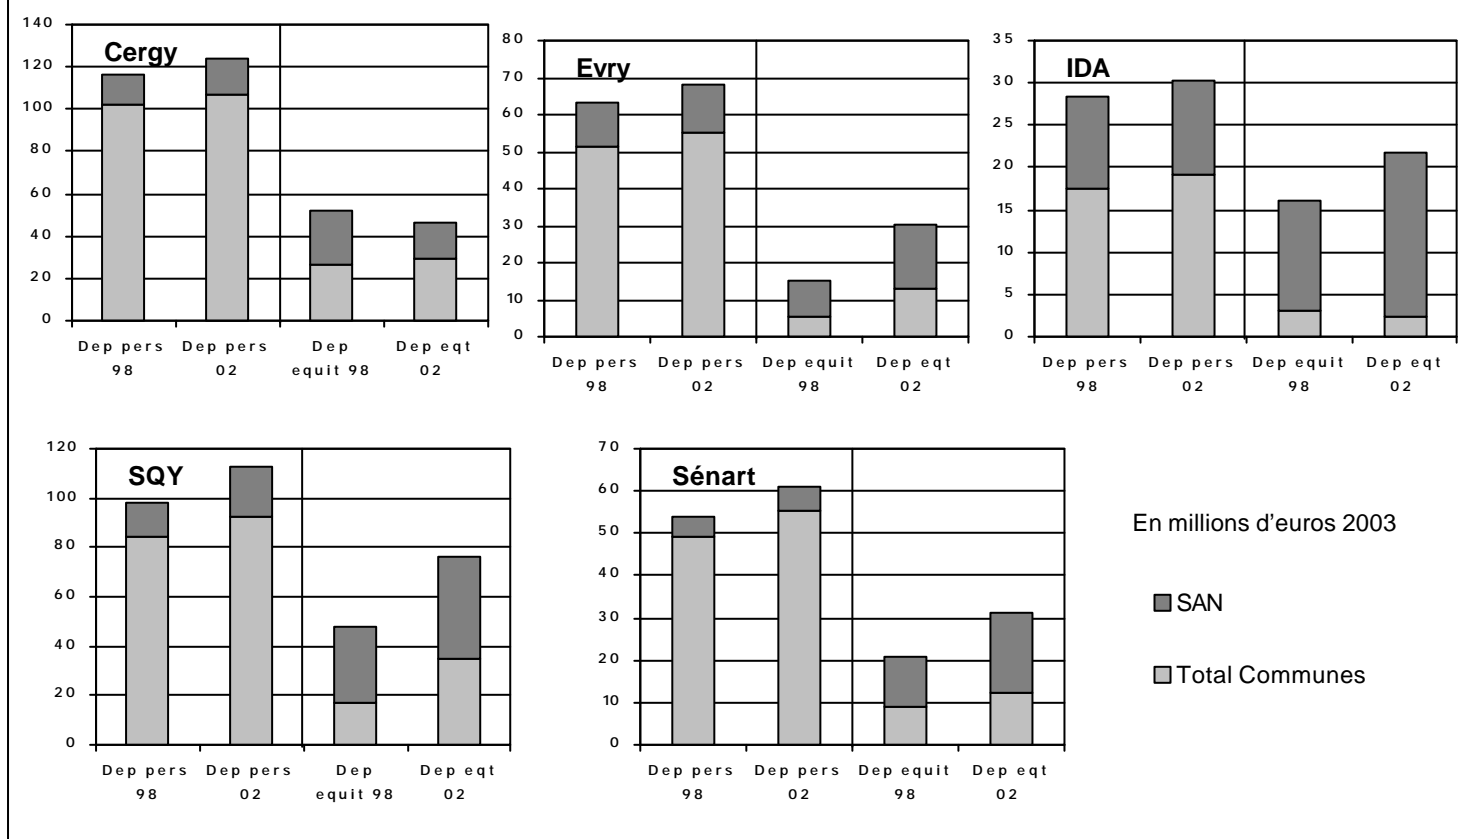 Cergy
140
120
100
80
60
40
20
0
Dep pers 98
Dep pers 02
Dep equit 98
Dep eqt 02
Evry
80
70
60
50
40
30
20
10
0
Dep pers 98
Dep pers 02
Dep equit 98
Dep eqt 02
IDA
35
30
25
20
15
10
5
0
Dep pers 98
Dep pers 02
Dep equit 98
Dep eqt 02
SQY
120
100
80
60
40
20
0
Dep pers 98
Dep pers 02
Dep equit 98
Dep eqt 02
Sénart
70
60
50
40
30
20
10
0
Dep pers 98
Dep pers 02
Dep equit 98
Dep eqt 02
En millions d'euros 2003
SAN
Total Communes